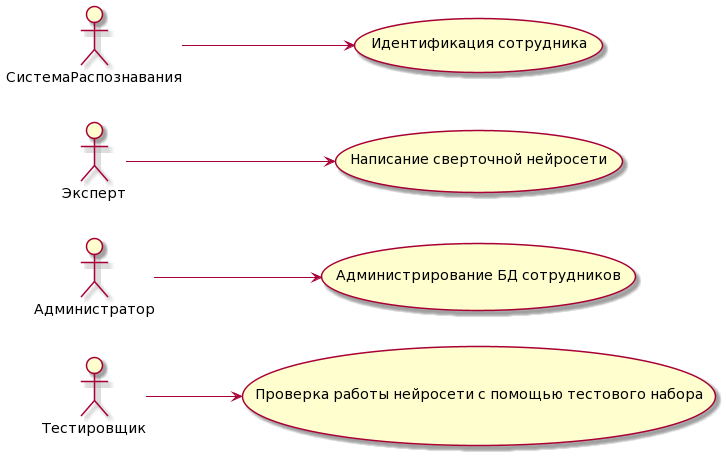 Идентификация сотрудника
СистемаРаспознавания
Написание сверточной нейросети
Эксперт
Администрирование БД сотрудников
Администратор
Проверка работы нейросети с помощью тестового набора
Тестировщик